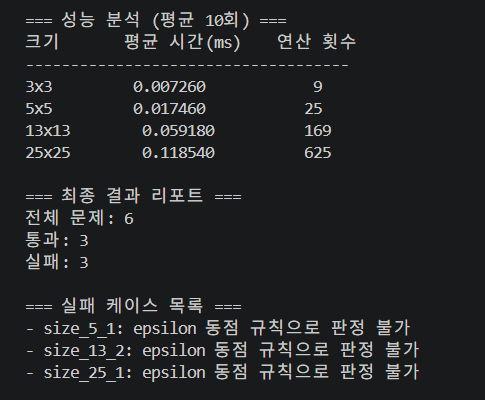 === 성능 분석 (평균 10회) ===
크기 평균 시간(ms) 연산 횟수
------------------------------------
3x3 0.007260 9
5x5 0.017460 25
13x13 0.059180 169
25x25 0.118540 625
=== 최종 결과 리포트 ===
전체 문제: 6
통과: 3
실패: 3
=== 실패 케이스 목록 ===
- size_5_1: epsilon 동점 규칙으로 판정 불가
- size_13_2: epsilon 동점 규칙으로 판정 불가
- size_25_1: epsilon 동점 규칙으로 판정 불가